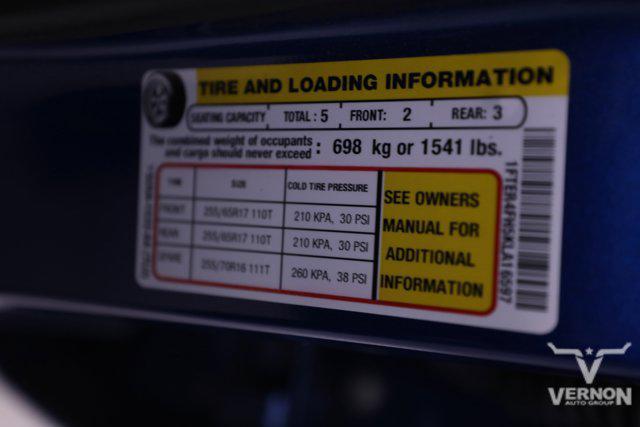 TIRE AND LOADING INFORMATION
SEATING CAPACITY TOTAL : 5 FRONT: 2 REAR: 3
The combined weight of occupants
and cargo should never exceed : 698 kg or 1541 lbs.
TIRE SIZE COLD TIRE PRESSURE
FRONT 255/65R17 110T 210 KPA, 30 PSI
REAR 255/65R17 110T 210 KPA, 30 PSI
SPARE 255/70R16 111T 260 KPA, 38 PSI
SEE OWNERS
MANUAL FOR
ADDITIONAL
INFORMATION
1FTER4FH5KLA16597
VERNON
AUTO GROUP